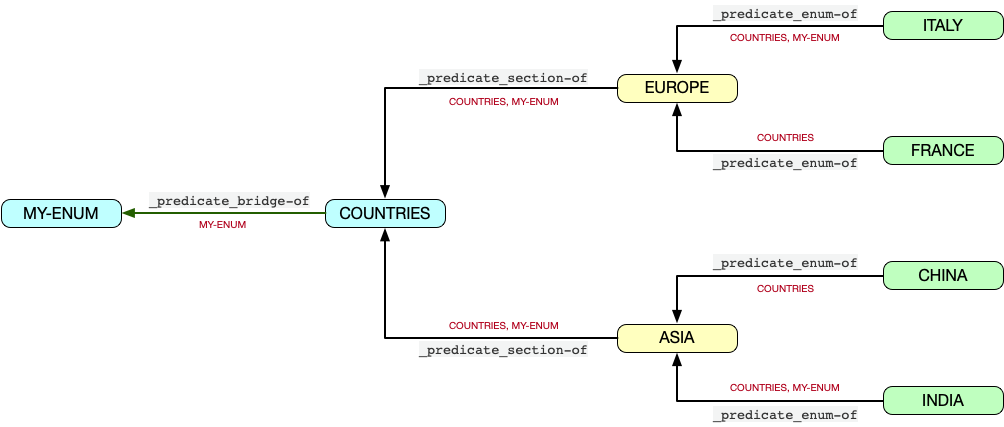 _predicate_enum-of
ITALY
COUNTRIES, MY-ENUM
_predicate_section-of
EUROPE
COUNTRIES, MY-ENUM
COUNTRIES
FRANCE
_predicate_enum-of
_predicate_bridge-of
MY-ENUM
COUNTRIES
MY-ENUM
_predicate_enum-of
CHINA
COUNTRIES
COUNTRIES, MY-ENUM
ASIA
_predicate_section-of
COUNTRIES, MY-ENUM
INDIA
_predicate_enum-of